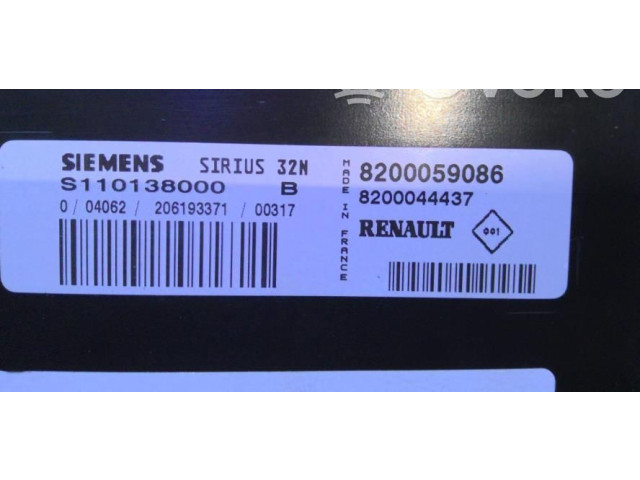 SIEMENS SIRIUS 32N
S110138000 B
0 / 04062 / 206193371 / 00317
MADE IN FRANCE
8200059086
8200044437
RENAULT 001